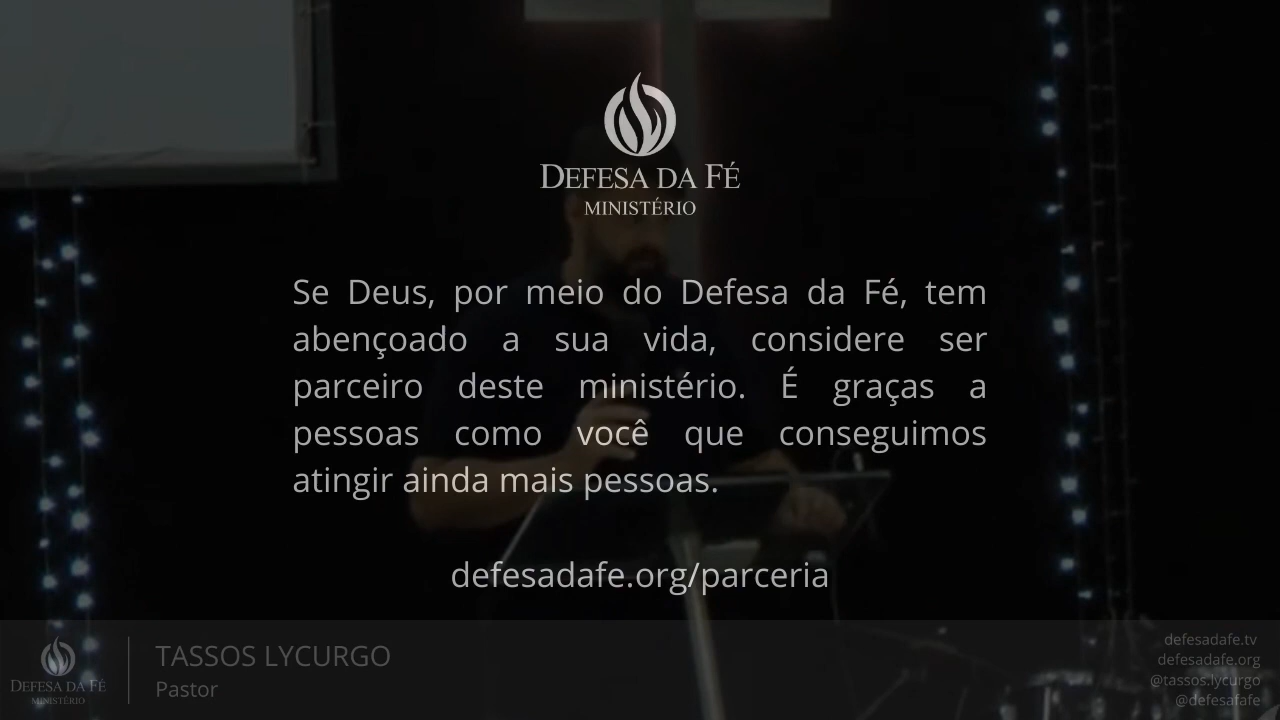 DEFESA DA FÉ
MINISTÉRIO
Se Deus, por meio do Defesa da Fé, tem
abençoado a sua vida, considere ser
parceiro deste ministério. É graças a
pessoas como você que conseguimos
atingir ainda mais pessoas.
defesadafe.org/parceria
DEFESA DA FÉ
MINISTÉRIO
TASSOS LYCURGO
Pastor
defesadafe.tv
defesadafe.org
@tassos.lycurgo
@defesafafe